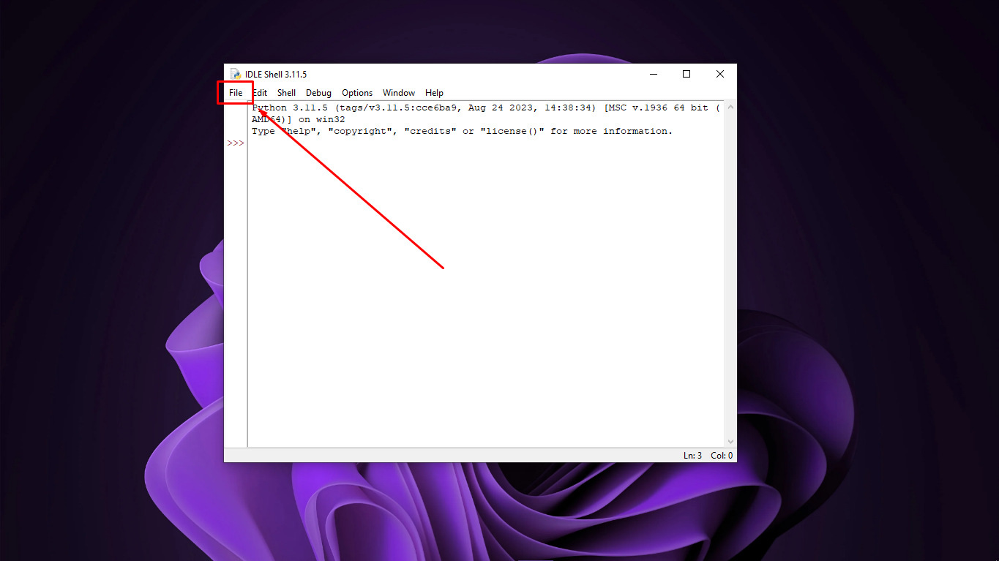 IDLE Shell 3.11.5
File Edit Shell Debug Options Window Help
Python 3.11.5 (tags/v3.11.5:cce6ba9, Aug 24 2023, 14:38:34) [MSC v.1936 64 bit (
AMD64)] on win32
Type "help", "copyright", "credits" or "license()" for more information.
>>>
Ln: 3 Col: 0